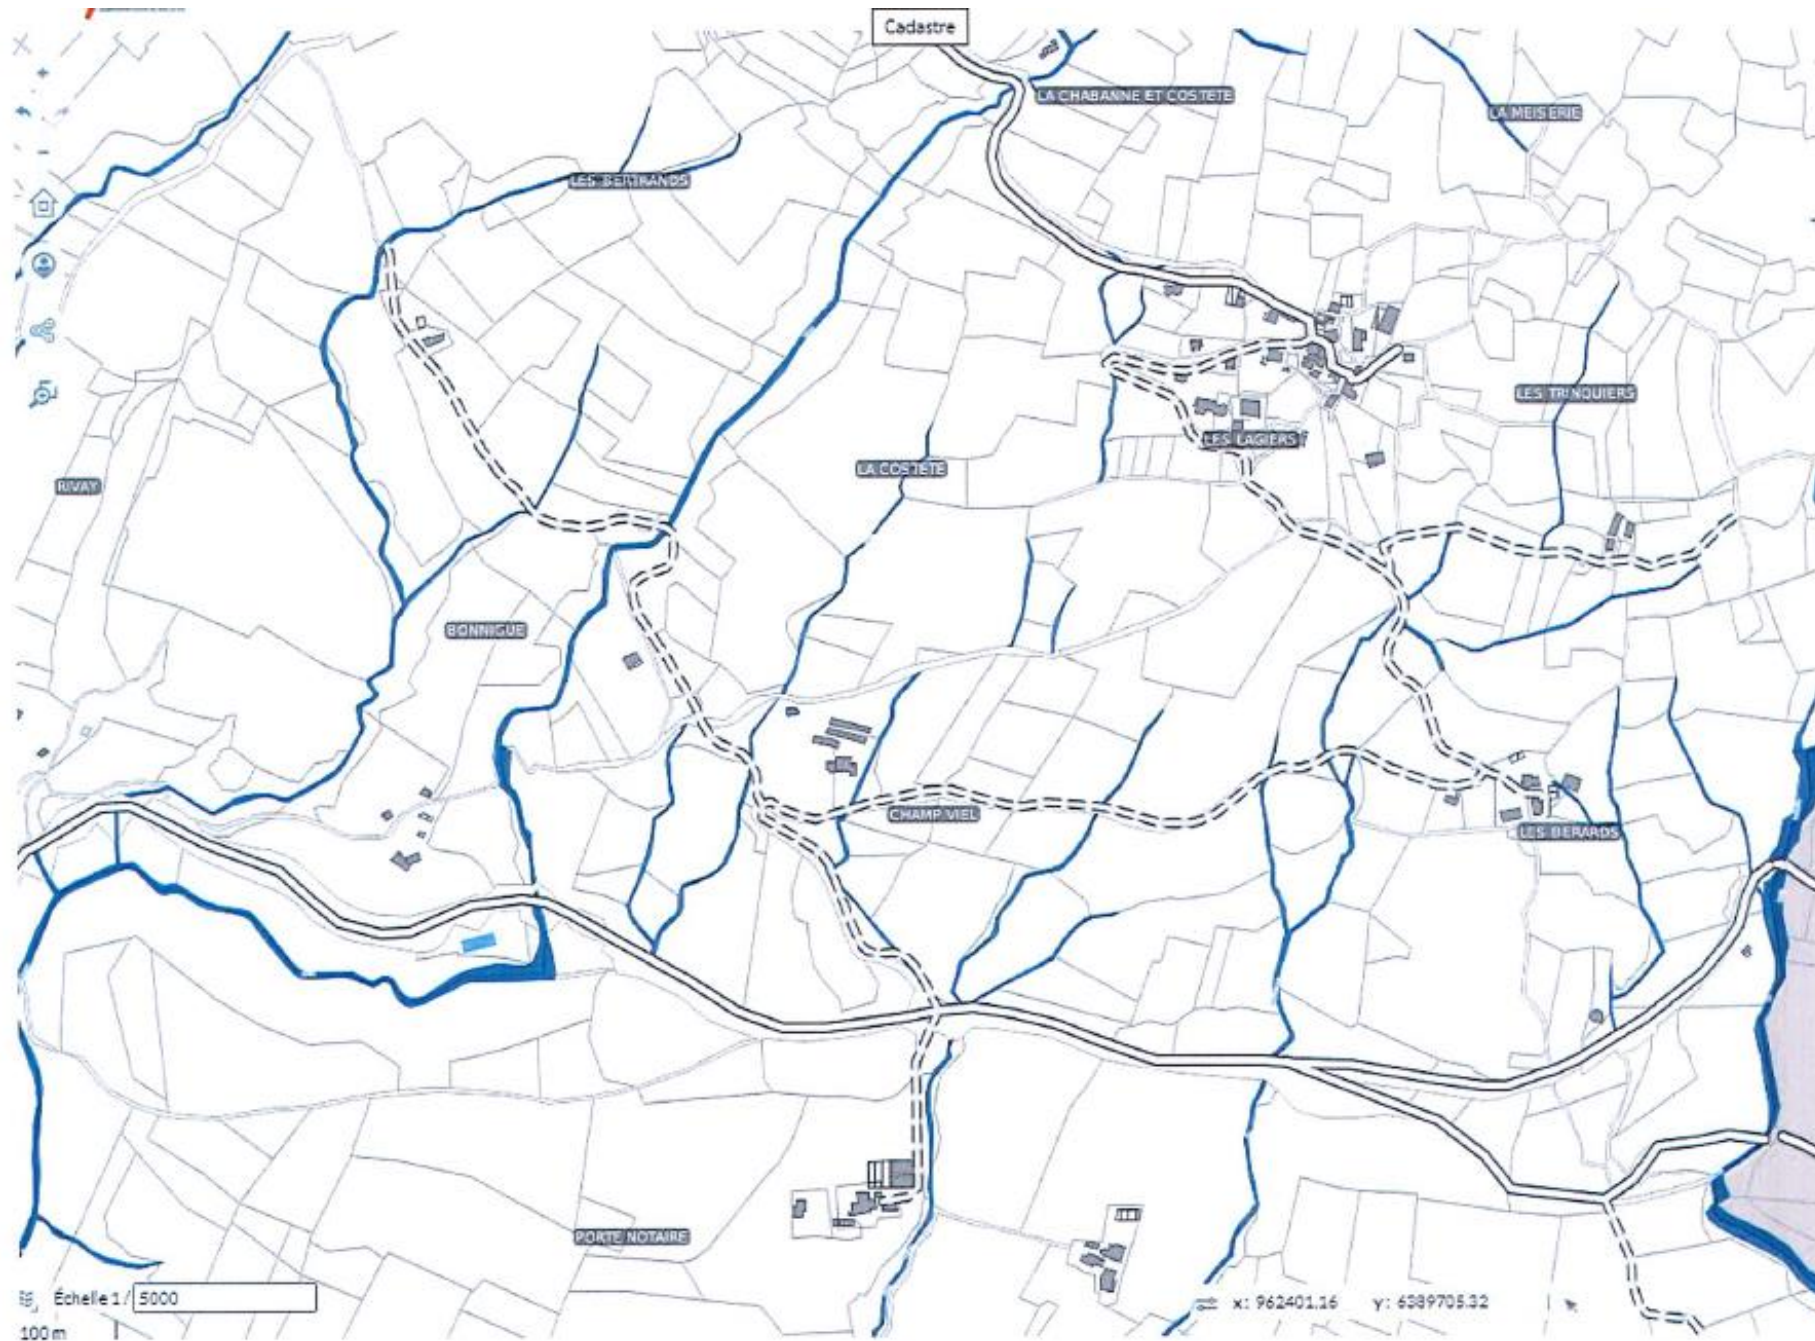 Cadastre
LA CHABANNE ET COSTETE
LA MEISERIE
LES BERTRANDS
LES TRINQUIERS
LES LAGIERS
LA COSTETE
RIVAY
BONNIGUE
CHAMP VIEL
LES BERARDS
PORTE NOTAIRE
Échelle 1 / 5000
x: 962401.16 y: 6389705.32
100 m